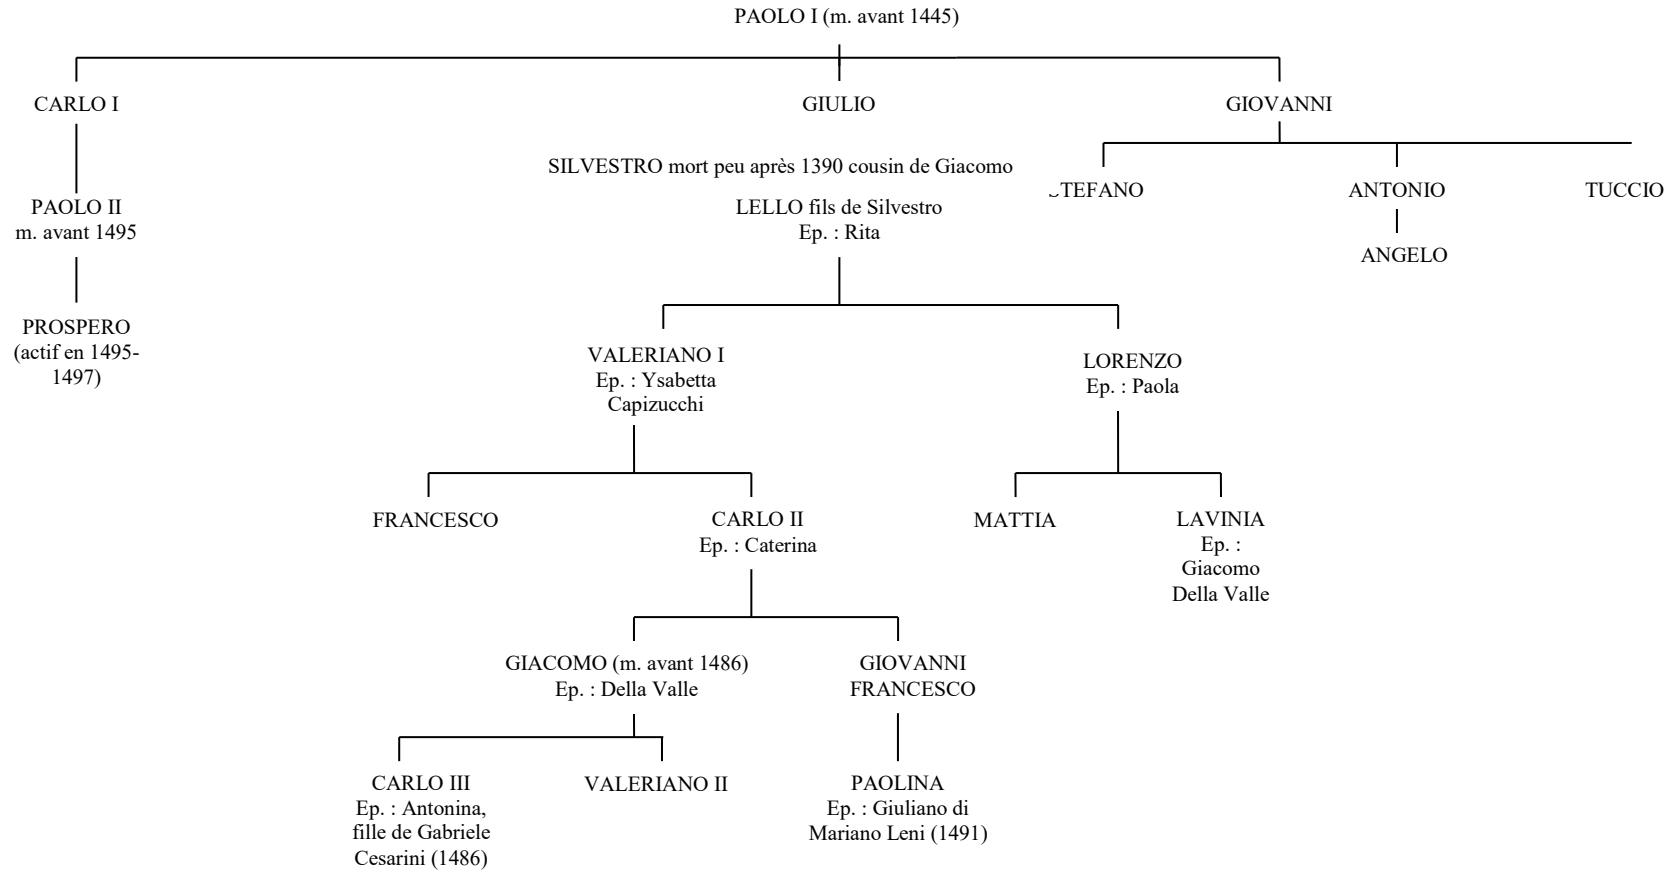 PAOLO I (m. avant 1445)
CARLO I
GIULIO
GIOVANNI
SILVESTRO mort peu après 1390 cousin de Giacomo
TEFANO
ANTONIO
TUCCIO
PAOLO II
m. avant 1495
LELLO fils de Silvestro
Ep. : Rita
ANGELO
PROSPERO
(actif en 1495-
1497)
VALERIANO I
Ep. : Ysabetta
Capizucchi
LORENZO
Ep. : Paola
FRANCESCO
CARLO II
Ep. : Caterina
MATTIA
LAVINIA
Ep. :
Giacomo
Della Valle
GIACOMO (m. avant 1486)
Ep. : Della Valle
GIOVANNI
FRANCESCO
CARLO III
Ep. : Antonina,
fille de Gabriele
Cesarini (1486)
VALERIANO II
PAOLINA
Ep. : Giuliano di
Mariano Leni (1491)